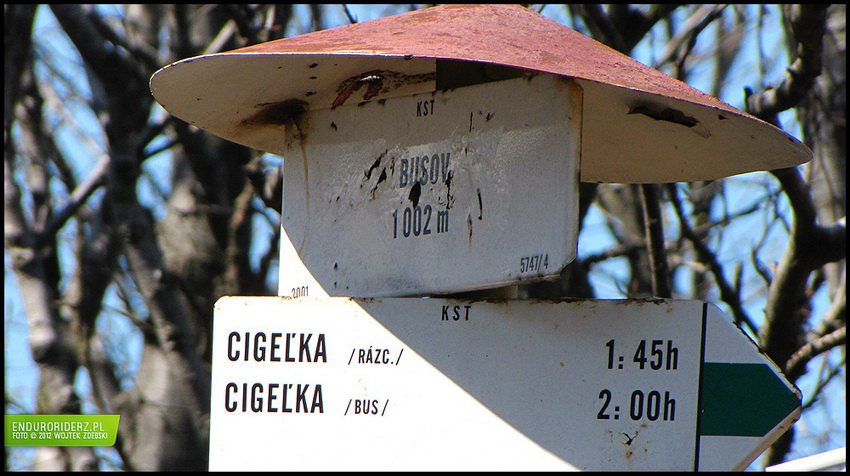 KST
BUSOV
1002 m
5747/4
2001
KST
CIGEĽKA /RÁZC./ 1:45h
CIGEĽKA /BUS/ 2:00h
ENDURORIDERZ.PL
FOTO © 2012 WOJTEK ZDEBSKI